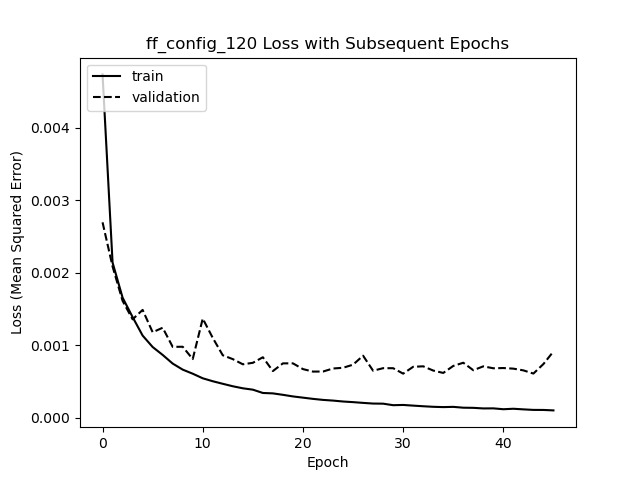 ff_config_120 Loss with Subsequent Epochs
train
validation
0.004
0.003
0.002
0.001
0.000
Loss (Mean Squared Error)
0 10 20 30 40
Epoch